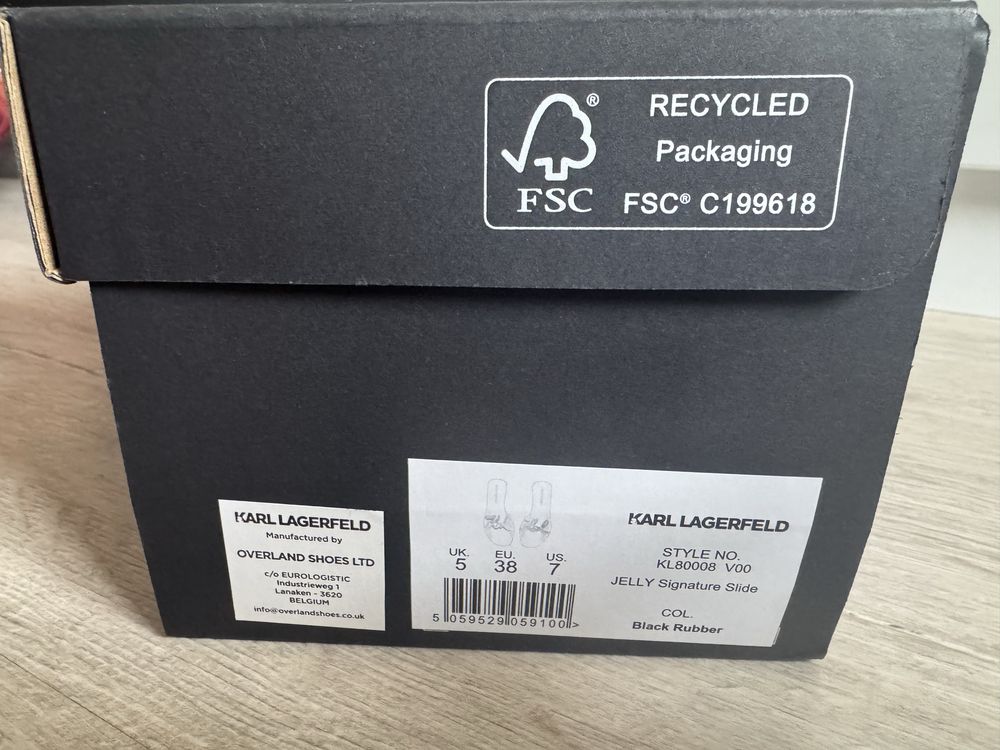 ®
RECYCLED
Packaging
FSC
FSC® C199618
KARL LAGERFELD
Manufactured by
OVERLAND SHOES LTD
c/o EUROLOGISTIC
Industrieweg 1
Lanaken - 3620
BELGIUM
info@overlandshoes.co.uk
KARL LAGERFELD
UK. EU. US.
5 38 7
5 059529 059100 >
STYLE NO.
KL80008 V00
JELLY Signature Slide
COL.
Black Rubber